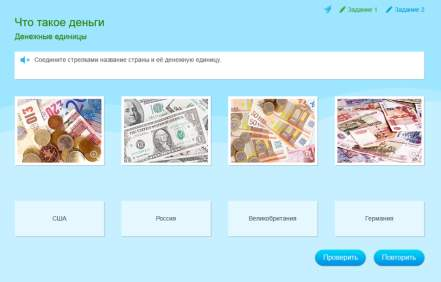 Задание 1 Задание 2
Что такое деньги
Денежные единицы
Соедините стрелками название страны и её денежную единицу.
США Россия Великобритания Германия
Проверить Повторить